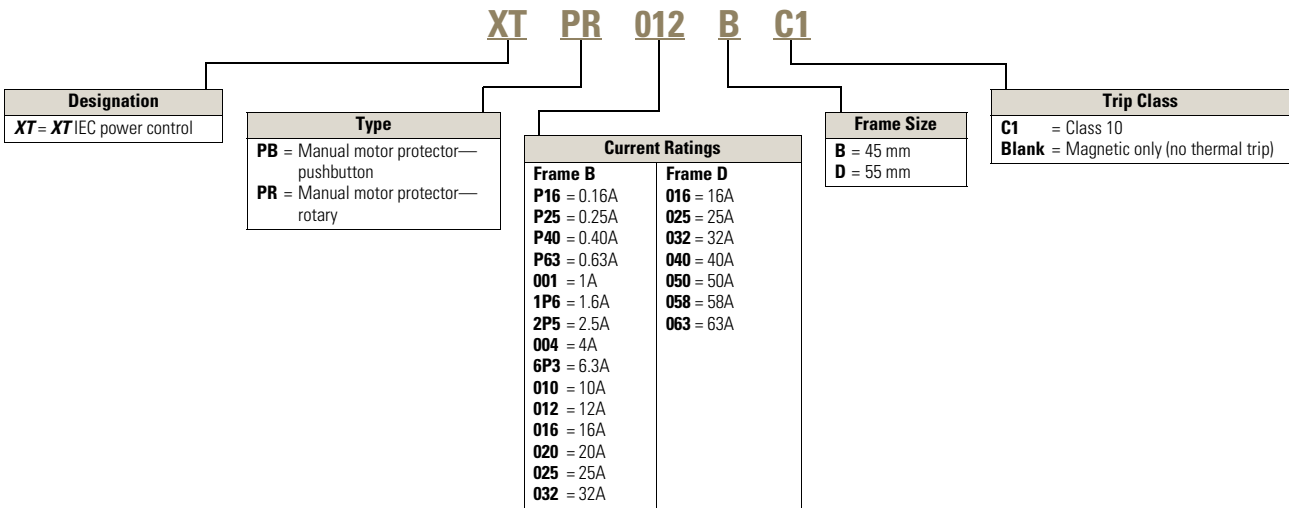 XT PR 012 B C1
Designation
XT = XT IEC power control
Type
PB = Manual motor protector—
pushbutton
PR = Manual motor protector—
rotary
Current Ratings
Frame B
P16 = 0.16A
P25 = 0.25A
P40 = 0.40A
P63 = 0.63A
001 = 1A
1P6 = 1.6A
2P5 = 2.5A
004 = 4A
6P3 = 6.3A
010 = 10A
012 = 12A
016 = 16A
020 = 20A
025 = 25A
032 = 32A
Frame D
016 = 16A
025 = 25A
032 = 32A
040 = 40A
050 = 50A
058 = 58A
063 = 63A
Frame Size
B = 45 mm
D = 55 mm
Trip Class
C1 = Class 10
Blank = Magnetic only (no thermal trip)